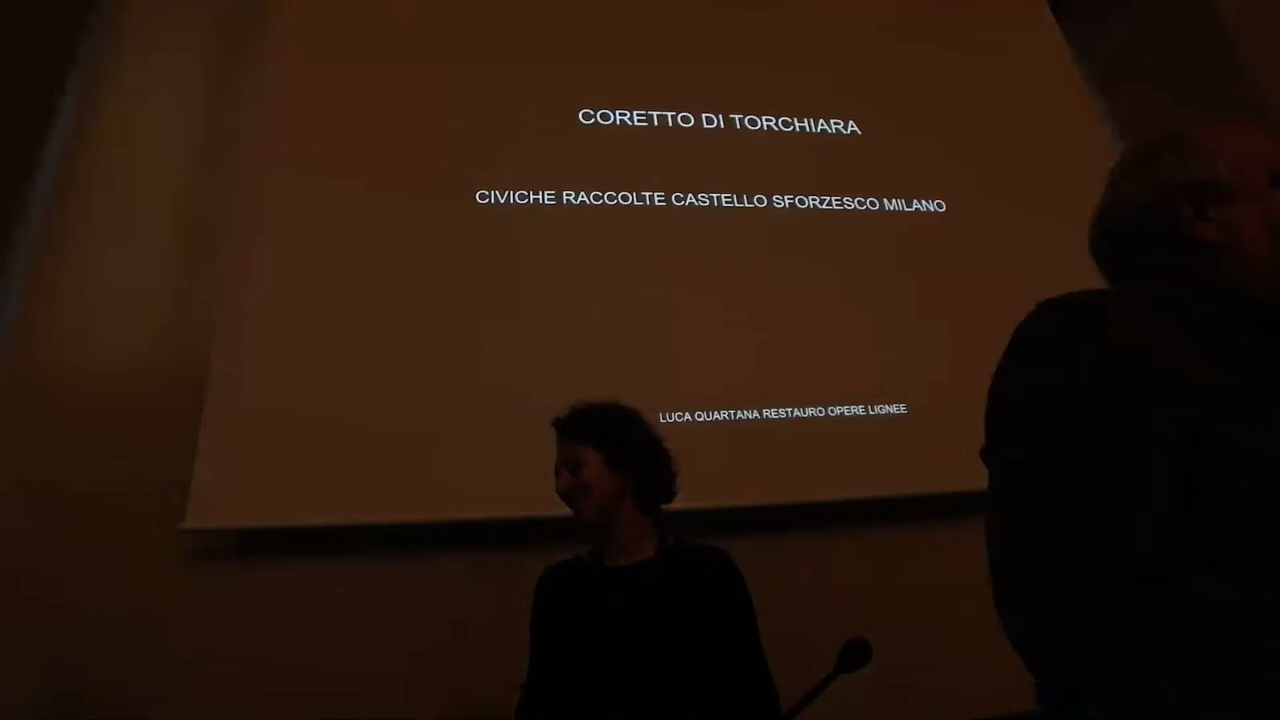 CORETTO DI TORCHIARA
CIVICHE RACCOLTE CASTELLO SFORZESCO MILANO
LUCA QUARTANA RESTAURO OPERE LIGNEE